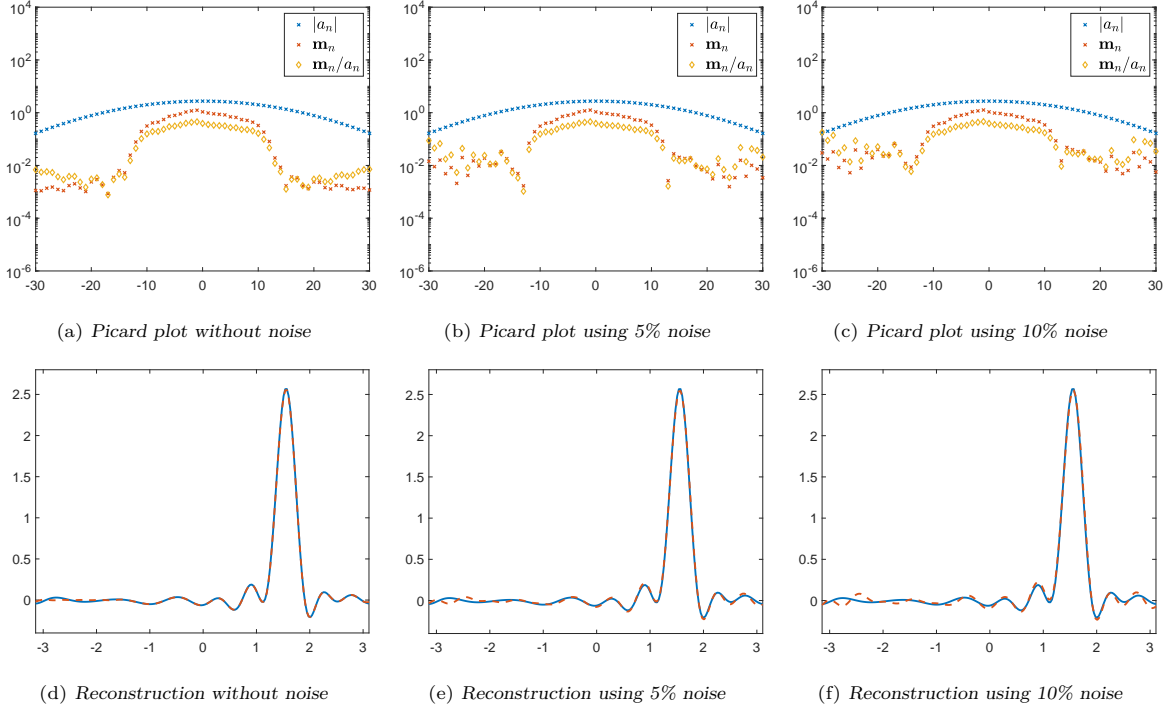 10^4
10^2
10^0
10^-2
10^-4
10^-6
-30 -20 -10 0 10 20 30
|a_n|
m_n
m_n/a_n
(a) Picard plot without noise
10^4
10^2
10^0
10^-2
10^-4
10^-6
-30 -20 -10 0 10 20 30
|a_n|
m_n
m_n/a_n
(b) Picard plot using 5% noise
10^4
10^2
10^0
10^-2
10^-4
10^-6
-30 -20 -10 0 10 20 30
|a_n|
m_n
m_n/a_n
(c) Picard plot using 10% noise
2.5
2
1.5
1
0.5
0
-3 -2 -1 0 1 2 3
(d) Reconstruction without noise
2.5
2
1.5
1
0.5
0
-3 -2 -1 0 1 2 3
(e) Reconstruction using 5% noise
2.5
2
1.5
1
0.5
0
-3 -2 -1 0 1 2 3
(f) Reconstruction using 10% noise